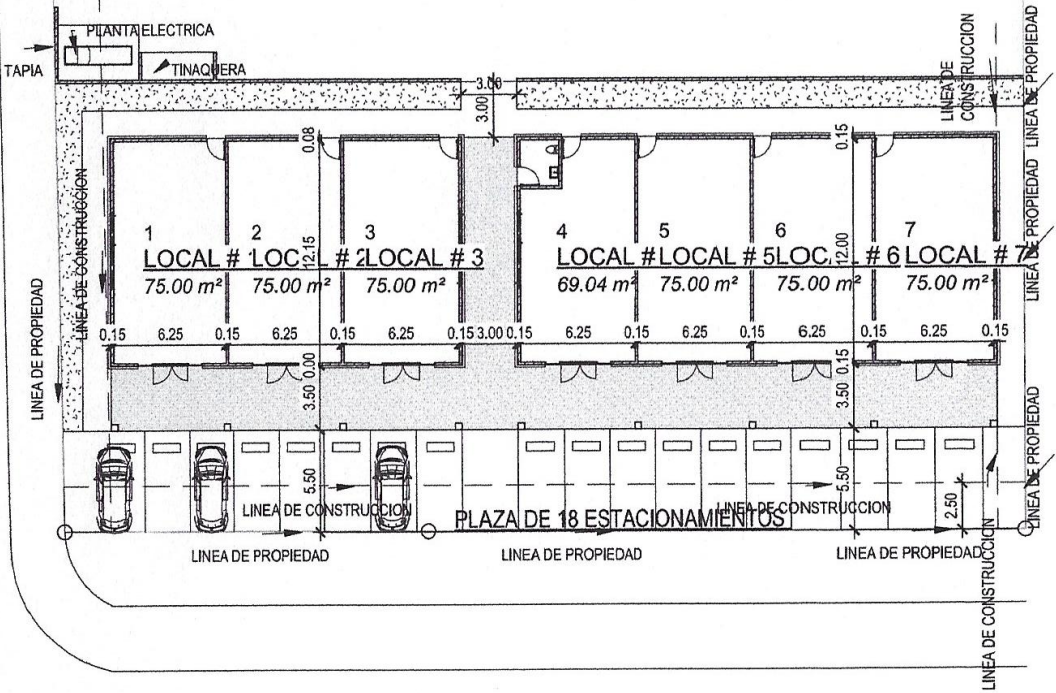 PLANTA ELECTRICA
TAPIA
TINAQUERA
3.00
3.00
LINEA DE CONSTRUCCION
LINEA DE PROPIEDAD
0.08
0.15
LINEA DE CONSTRUCCION
LINEA DE PROPIEDAD
1
2
3
4
5
6
7
LOCAL #
LOC
L # 2
LOCAL # 3
LOCAL #
LOCAL # 5
LOC
L # 6
LOCAL # 7
12.15
12.00
75.00 m²
75.00 m²
75.00 m²
69.04 m²
75.00 m²
75.00 m²
75.00 m²
0.15 6.25 0.15 6.25 0.15 6.25 0.15 3.00 0.15 6.25 0.15 6.25 0.15 6.25 0.15 6.25 0.15
LINEA DE PROPIEDAD
0.00
0.15
3.50
3.50
LINEA DE PROPIEDAD
5.50
5.50
2.50
LINEA DE CONSTRUCCION
LINEA DE CONSTRUCCION
PLAZA DE 18 ESTACIONAMIENTOS
LINEA DE PROPIEDAD
LINEA DE PROPIEDAD
LINEA DE PROPIEDAD
LINEA DE CONSTRUCCION